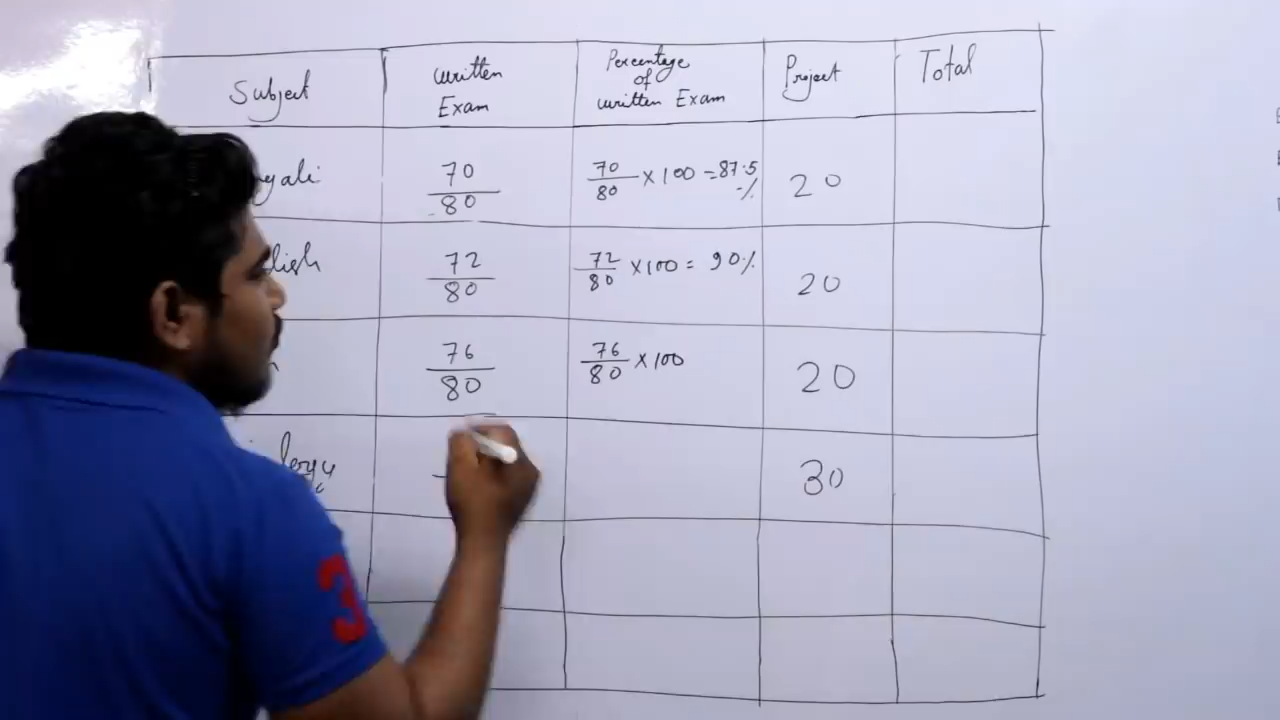 Subject
Written
Exam
Percentage
of
written Exam
Project
Total
70
80
70
80 × 100 = 87.5
%
20
72
80
72
80 × 100 = 90%
20
76
80
76
80 × 100
20
30
3